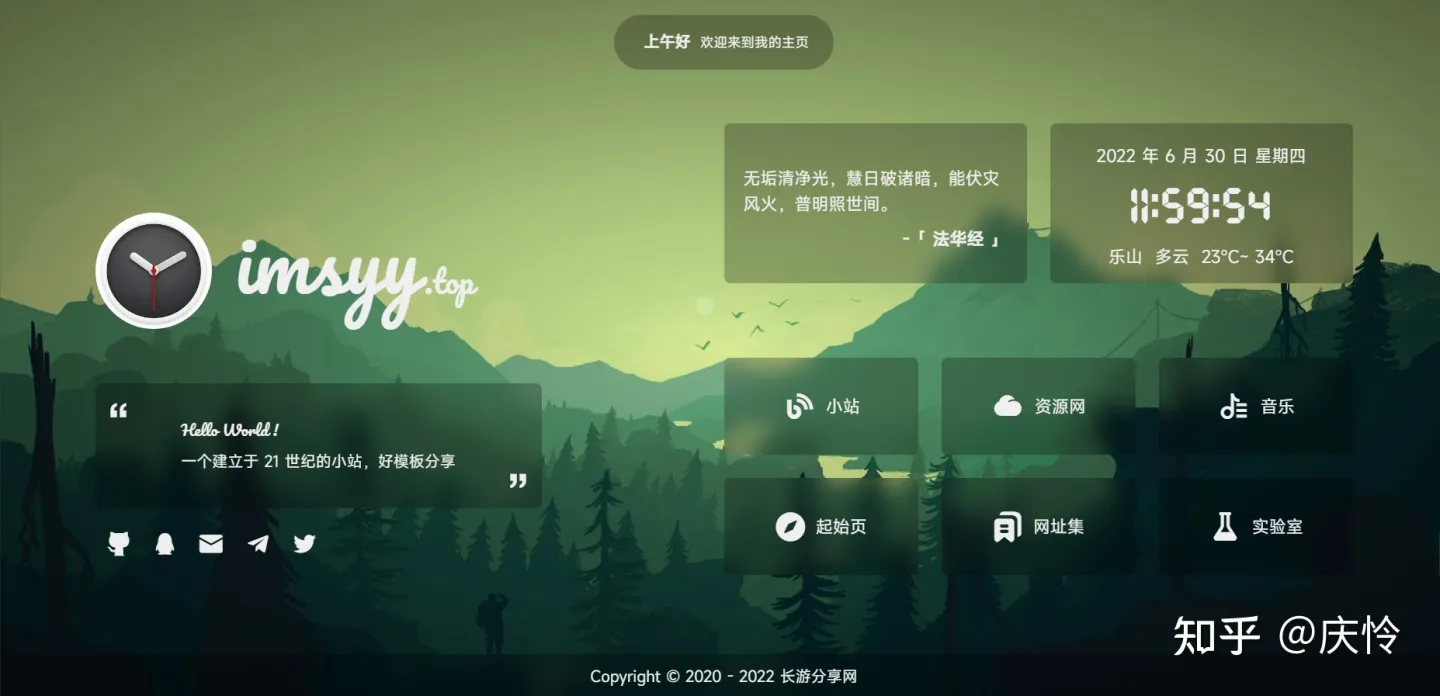 上午好 欢迎来到我的主页
无垢清净光，慧日破诸暗，能伏灾
风火，普明照世间。
-「 法华经 」
2022 年 6 月 30 日 星期四
11:59:54
乐山 多云 23℃~ 34℃
imsyy.top
“
Hello World !
一个建立于 21 世纪的小站，好模板分享
”
小站
资源网
音乐
起始页
网址集
实验室
知乎 @庆怜
Copyright © 2020 - 2022 长游分享网